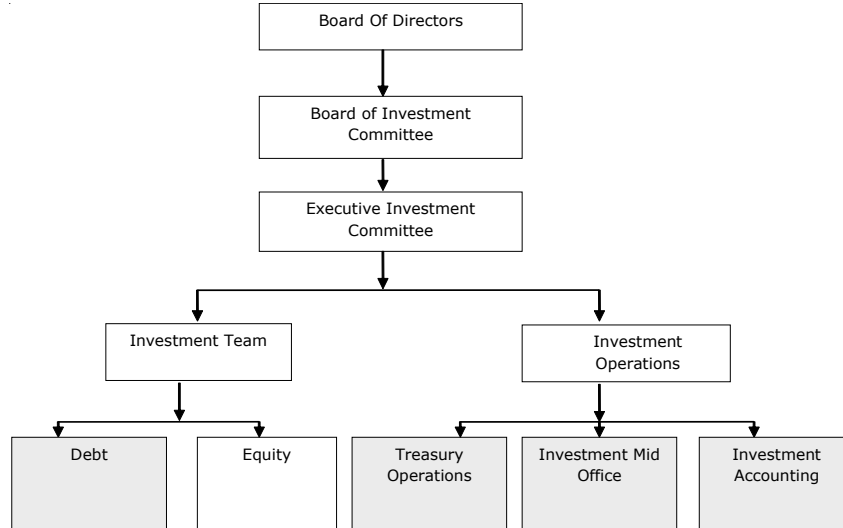 Board Of Directors
Board of Investment
Committee
Executive Investment
Committee
Investment Team
Investment
Operations
Debt
Equity
Treasury
Operations
Investment Mid
Office
Investment
Accounting